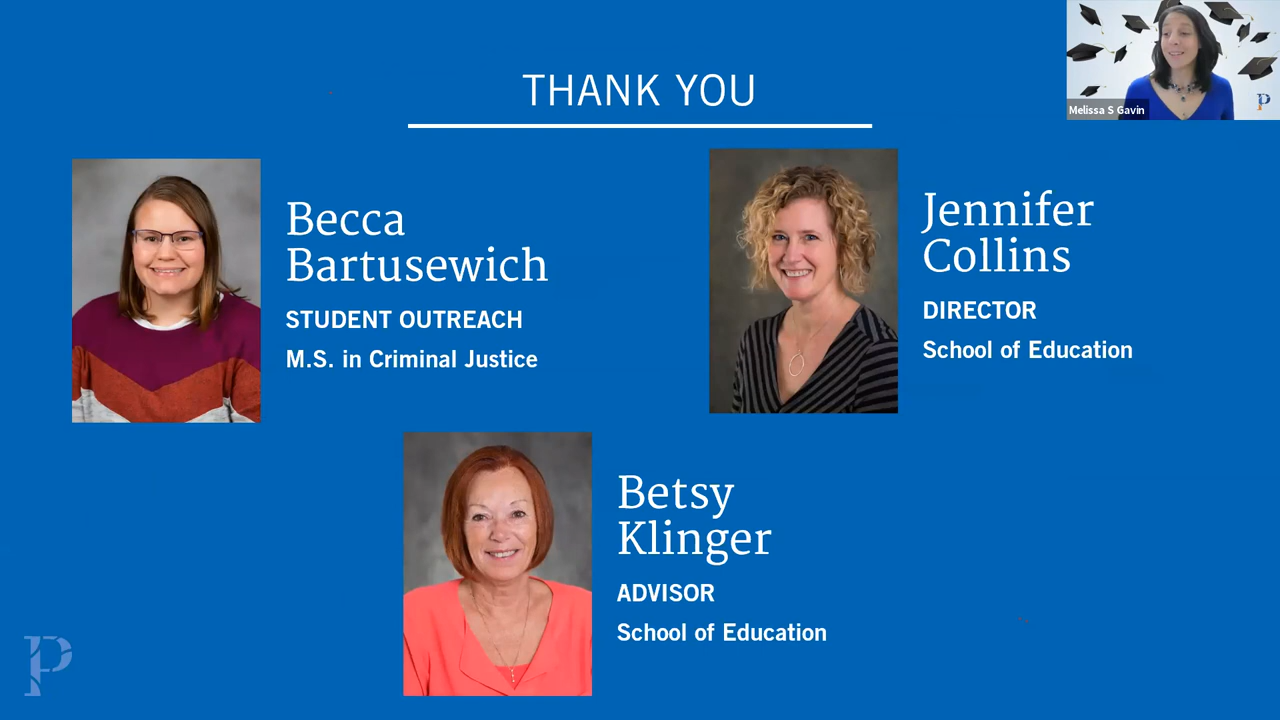 THANK YOU
Melissa S Gavin
Becca
Bartusewich
STUDENT OUTREACH
M.S. in Criminal Justice
Jennifer
Collins
DIRECTOR
School of Education
Betsy
Klinger
ADVISOR
School of Education
P
P